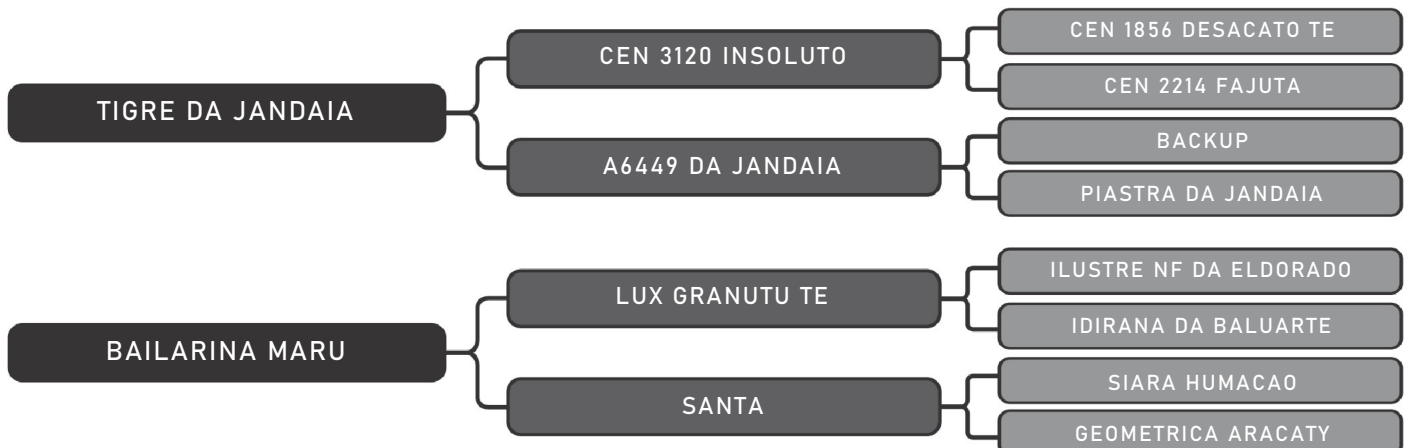 TIGRE DA JANDAIA
CEN 3120 INSOLUTO
CEN 1856 DESACATO TE
CEN 2214 FAJUTA
A6449 DA JANDAIA
BACKUP
PIASTRA DA JANDAIA
BAILARINA MARU
LUX GRANUTU TE
ILUSTRE NF DA ELDORADO
IDIRANA DA BALUARTE
SANTA
SIARA HUMACAO
GEOMETRICA ARACATY